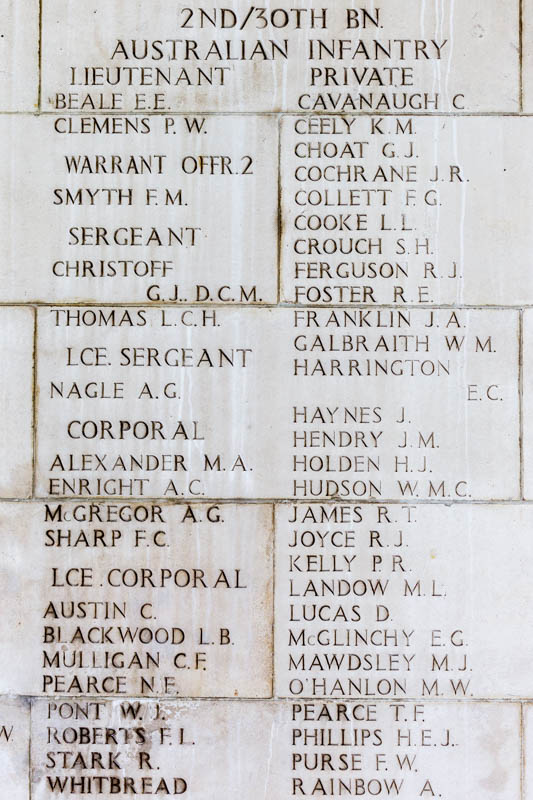 2ND/30TH BN.
AUSTRALIAN INFANTRY
LIEUTENANT
BEALE E.E.
CLEMENS P. W.
WARRANT OFFR. 2
SMYTH F. M.
SERGEANT
CHRISTOFF
G.J., D.C.M.
THOMAS L.C.H.
LCE. SERGEANT
NAGLE A.G.
CORPORAL
ALEXANDER M.A.
ENRIGHT A.C.
McGREGOR A.G.
SHARP F.C.
LCE. CORPORAL
AUSTIN C.
BLACKWOOD L.B.
MULLIGAN C.F.
PEARCE N.F.
PONT W.J.
ROBERTS F.L.
STARK R.
WHITBREAD
PRIVATE
CAVANAUGH C.
CEELY K.M.
CHOAT G.J.
COCHRANE J.R.
COLLETT F.G.
COOKE L.L.
CROUCH S.H.
FERGUSON R.J.
FOSTER R.E.
FRANKLIN J.A.
GALBRAITH W M.
HARRINGTON
E.C.
HAYNES J.
HENDRY J.M.
HOLDEN H.J.
HUDSON W.M.C.
JAMES R.T.
JOYCE R.J.
KELLY P.R.
LANDOW M.L.
LUCAS D.
McGLINCHY E.G.
MAWDSLEY M.J.
O'HANLON M.W.
PEARCE T.F.
PHILLIPS H.E.J.
PURSE F.W.
RAINBOW A.
W.